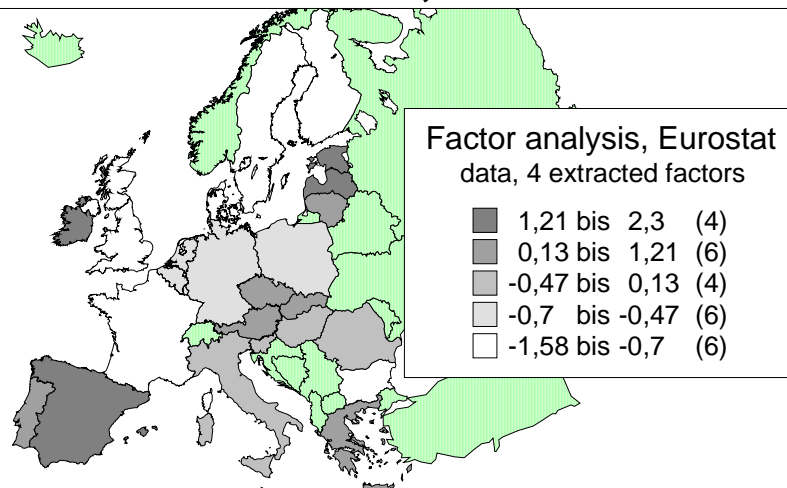 Factor analysis, Eurostat
data, 4 extracted factors
1,21 bis 2,3 (4)
0,13 bis 1,21 (6)
-0,47 bis 0,13 (4)
-0,7 bis -0,47 (6)
-1,58 bis -0,7 (6)